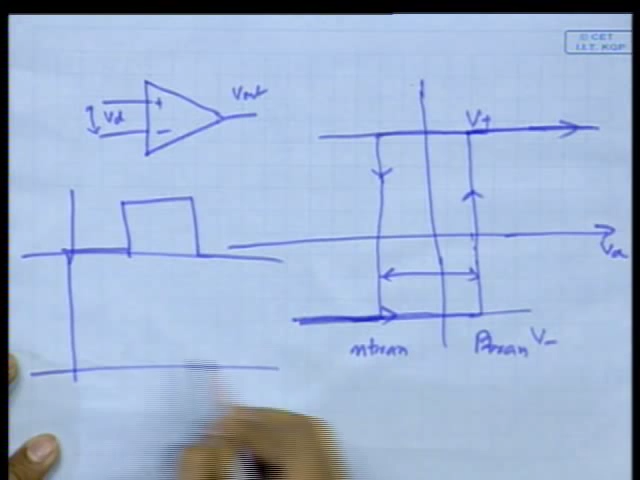 © CET
I.I.T. KGP
Vout
+
Vd
-
V+
Vd
ntran
Ptran V-